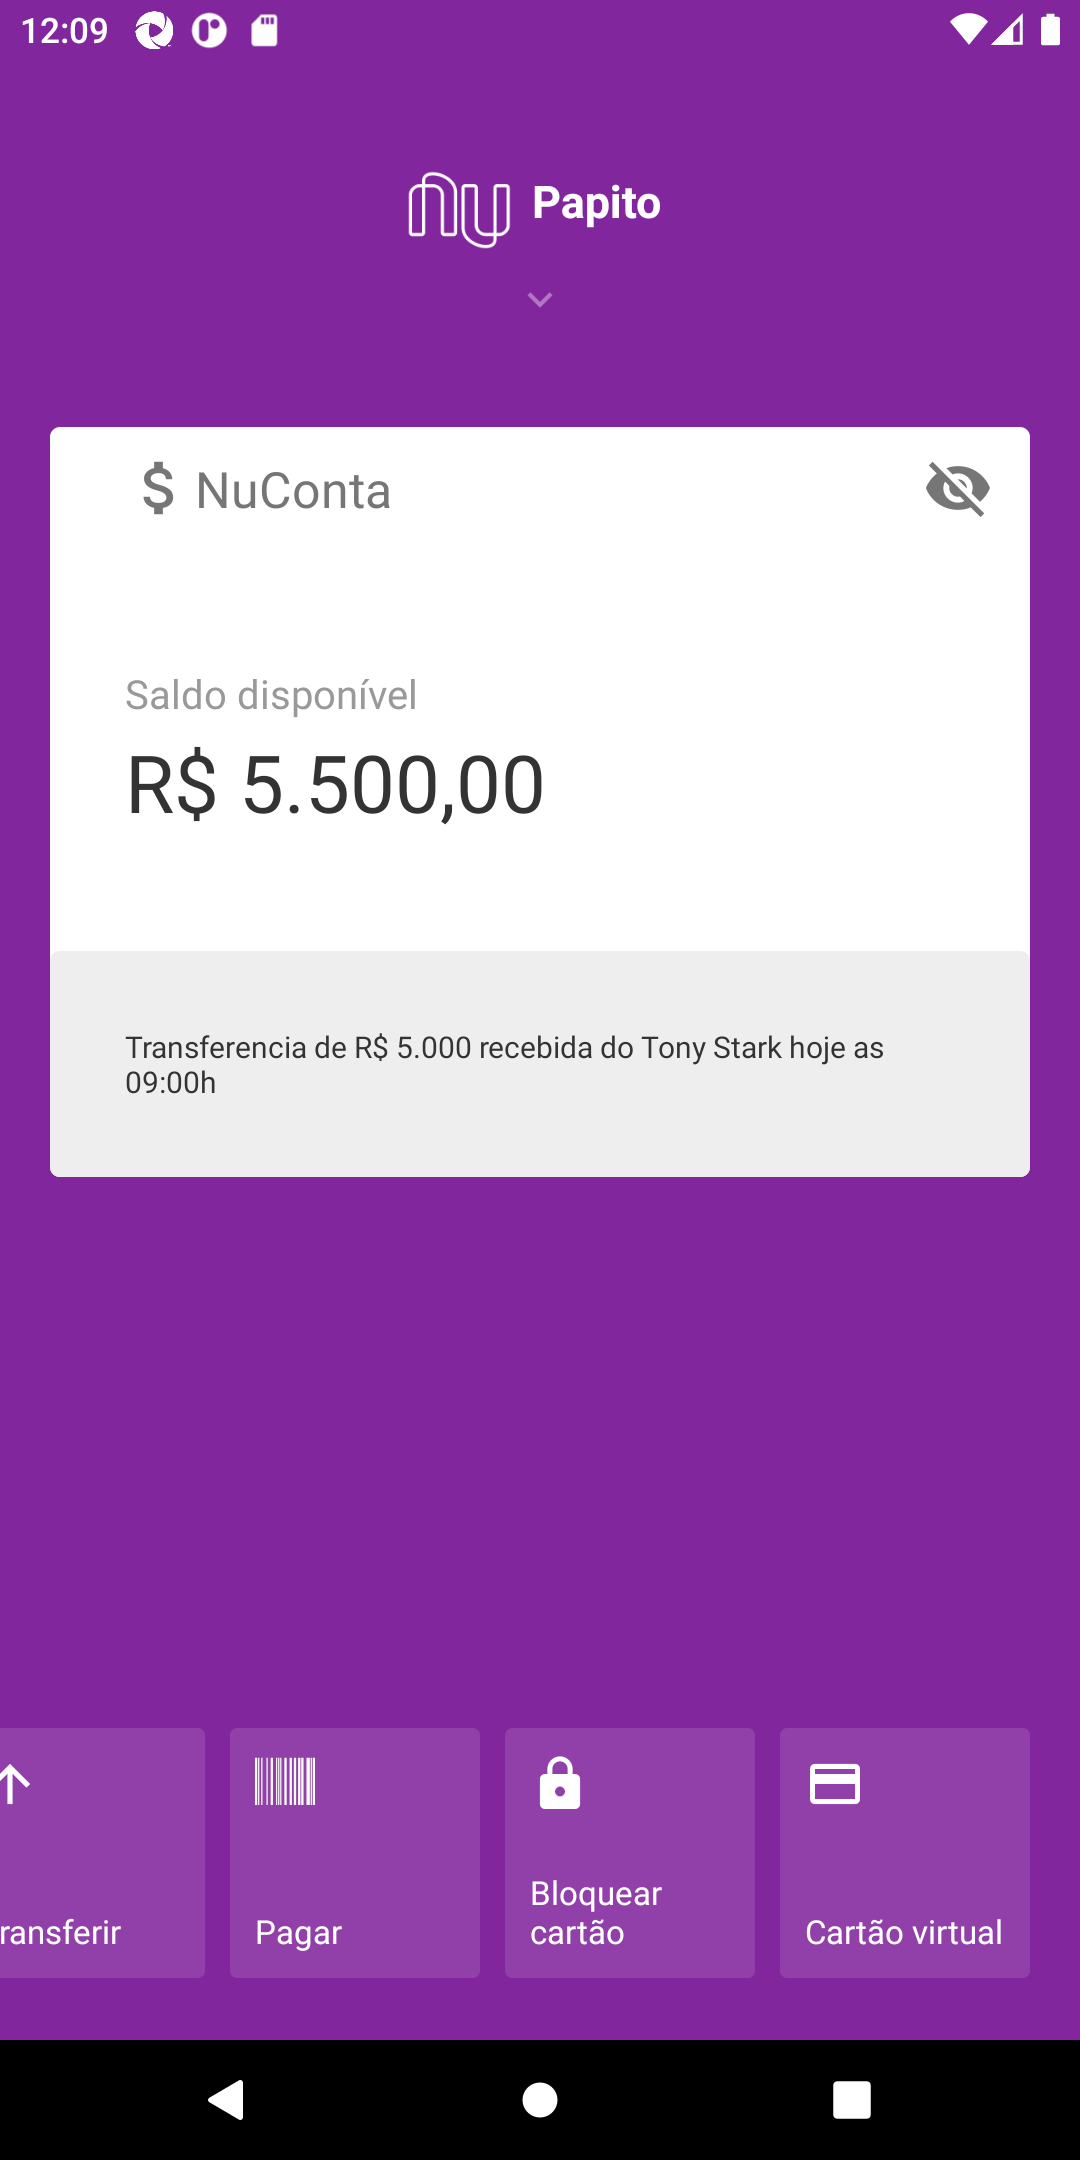 12:09
nu Papito
$ NuConta
Saldo disponível
R$ 5.500,00
Transferencia de R$ 5.000 recebida do Tony Stark hoje as
09:00h
ransferir
Pagar
Bloquear
cartão
Cartão virtual